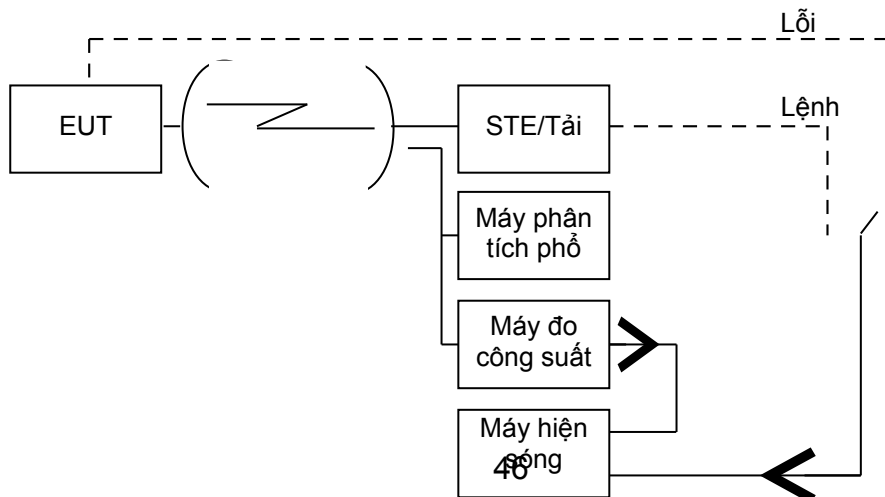 Lỗi
EUT
STE/Tải
Lệnh
Máy phân
tích phổ
Máy đo
công suất
Máy hiện
sóng
46